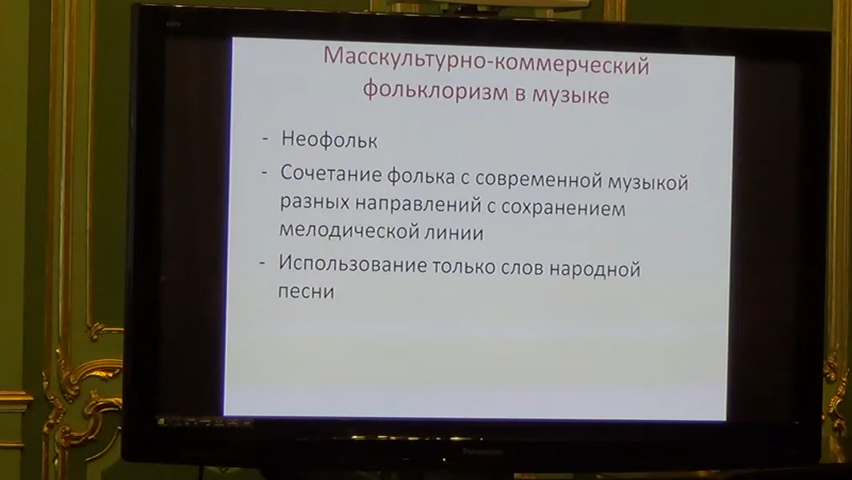 Масскультурно-коммерческий
фольклоризм в музыке
- Неофольк
- Сочетание фолька с современной музыкой
разных направлений с сохранением
мелодической линии
- Использование только слов народной
песни
Panasonic